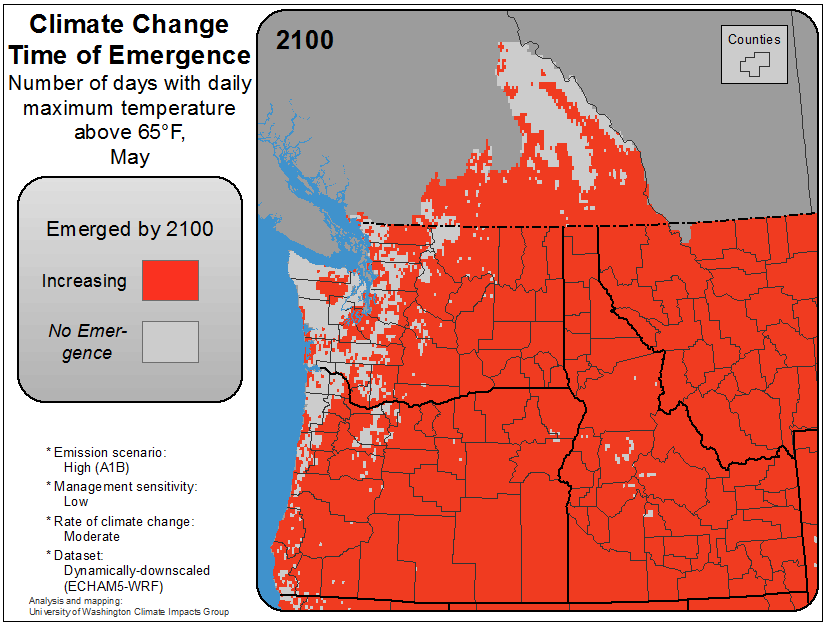 Climate Change
Time of Emergence
Number of days with daily
maximum temperature
above 65°F,
May
Emerged by 2100
Increasing
No Emer-
gence
* Emission scenario:
High (A1B)
* Management sensitivity:
Low
* Rate of climate change:
Moderate
* Dataset:
Dynamically-downscaled
(ECHAM5-WRF)
Analysis and mapping:
University of Washington Climate Impacts Group
2100
Counties